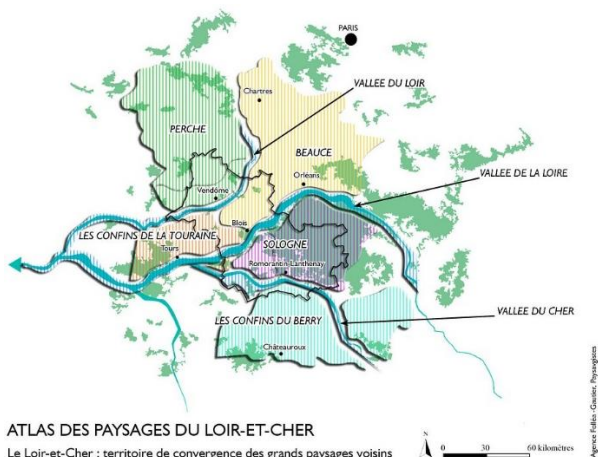 PARIS
VALLEE DU LOIR
Chartres
PERCHE
BEAUCE
VALLEE DE LA LOIRE
Orléans
Vendôme
LES CONFINS DE LA TOURAINE
Blois
SOLOGNE
Tours
Romorantin-Lanthenay
LES CONFINS DU BERRY
VALLEE DU CHER
Châteauroux
ATLAS DES PAYSAGES DU LOIR-ET-CHER
Le Loir-et-Cher : territoire de convergence des grands paysages voisins
N
0 30 60 kilomètres
Agence Folléa - Gautier, Paysagistes